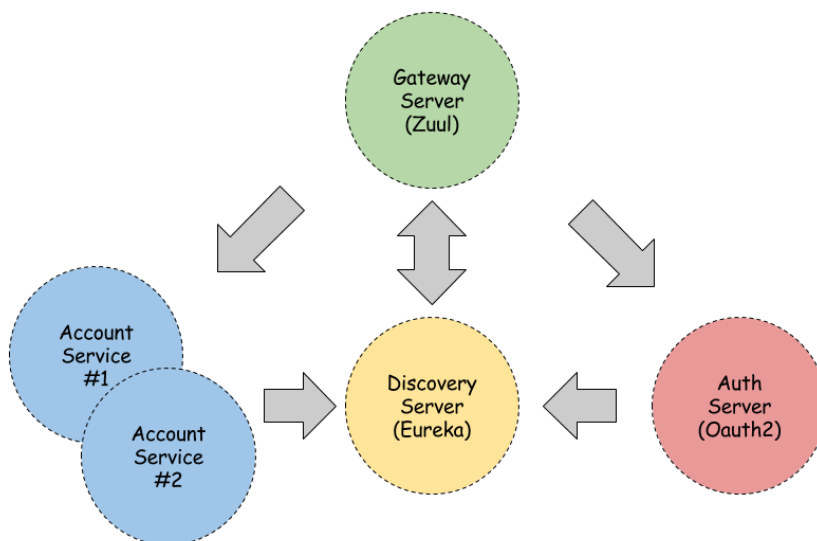 Gateway
Server
(Zuul)
Account
Service
#1
Account
Service
#2
Discovery
Server
(Eureka)
Auth
Server
(Oauth2)